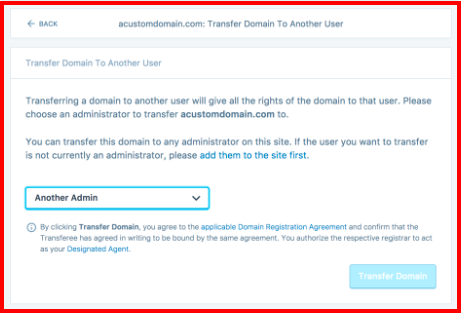 ← BACK acustomdomain.com: Transfer Domain To Another User
Transfer Domain To Another User
Transferring a domain to another user will give all the rights of the domain to that user. Please
choose an administrator to transfer acustomdomain.com to.
You can transfer this domain to any administrator on this site. If the user you want to transfer
is not currently an administrator, please add them to the site first.
Another Admin
By clicking Transfer Domain, you agree to the applicable Domain Registration Agreement and confirm that the
Transferee has agreed in writing to be bound by the same agreement. You authorize the respective registrar to act
as your Designated Agent.
Transfer Domain